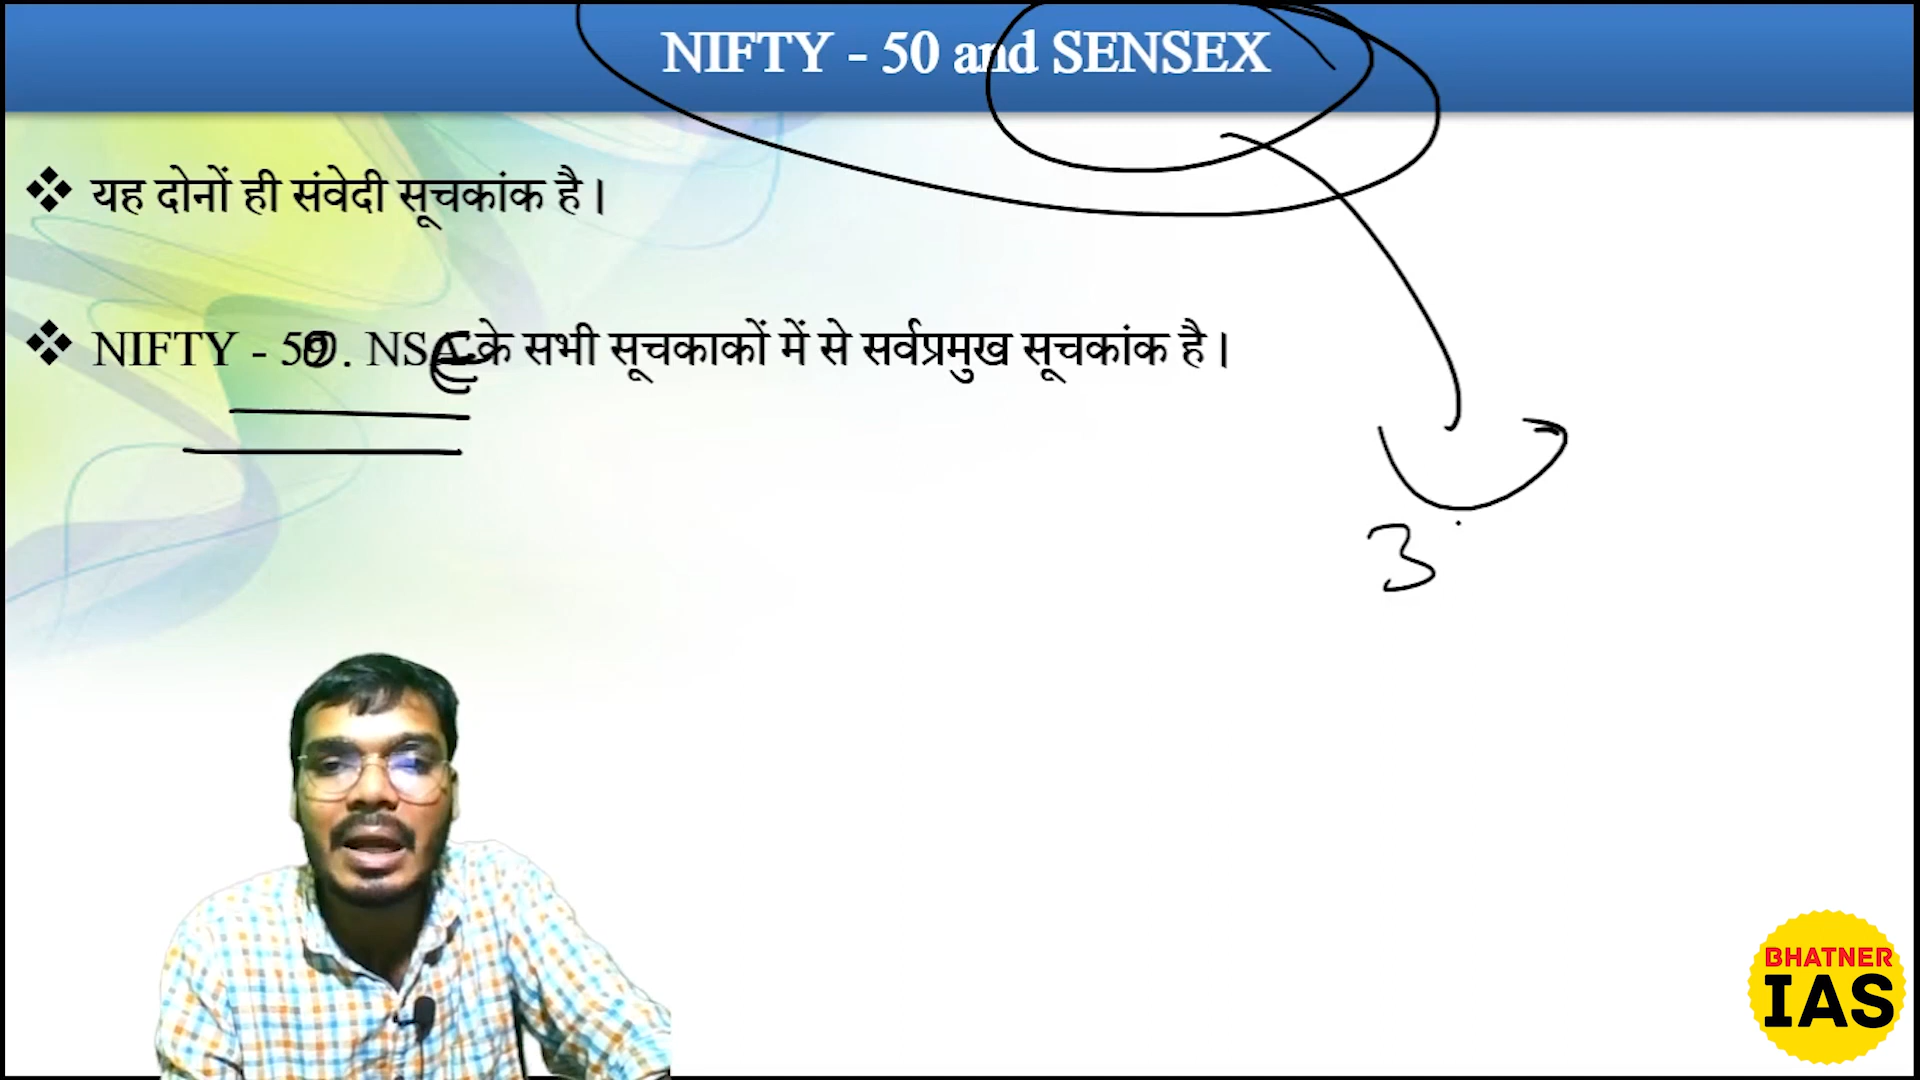 NIFTY - 50 and SENSEX
❖ यह दोनों ही संवेदी सूचकांक है।
❖ NIFTY - 50. NSE के सभी सूचकाकों में से सर्वप्रमुख सूचकांक है।
3
BHATNER
IAS